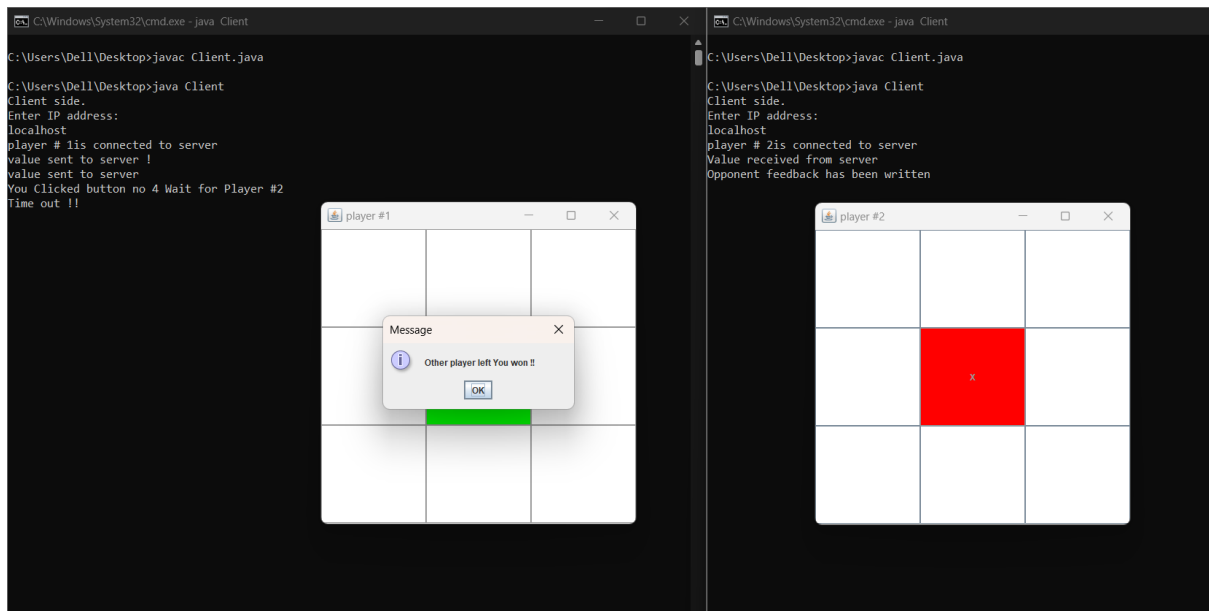 C:\Windows\System32\cmd.exe - java Client
C:\Users\Dell\Desktop>javac Client.java
C:\Users\Dell\Desktop>java Client
Client side.
Enter IP address:
localhost
player # 1is connected to server
value sent to server !
value sent to server
You Clicked button no 4 Wait for Player #2
Time out !!
player #1
Message
Other player left You won !!
OK
C:\Windows\System32\cmd.exe - java Client
C:\Users\Dell\Desktop>javac Client.java
C:\Users\Dell\Desktop>java Client
Client side.
Enter IP address:
localhost
player # 2is connected to server
Value received from server
Opponent feedback has been written
player #2
X